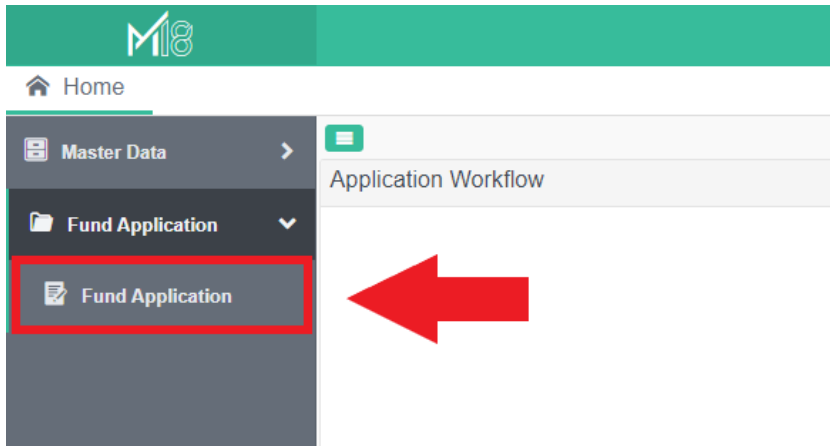 M18
Home
Master Data
Application Workflow
Fund Application
Fund Application